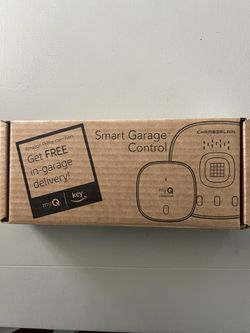 Amazon Prime members
Get FREE
in-garage
delivery!
myQ
key
Smart Garage
Control
CHAMBERLAIN
myQ